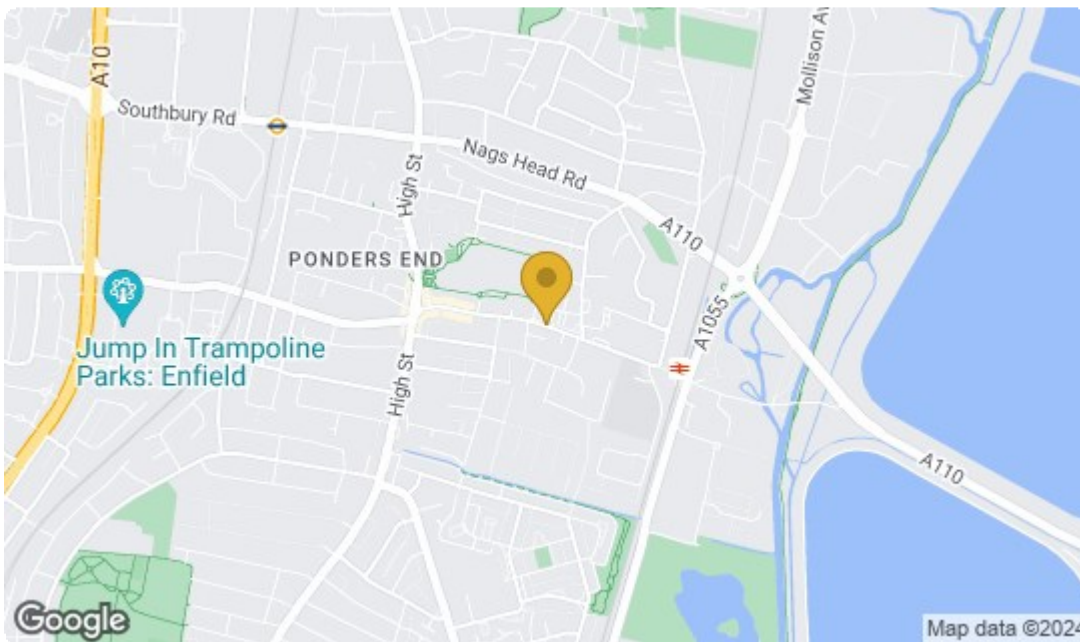 A10
Southbury Rd
High St
Nags Head Rd
Mollison Av
A110
PONDERS END
A1055
Jump In Trampoline
Parks: Enfield
High St
A110
Google
Map data ©2024